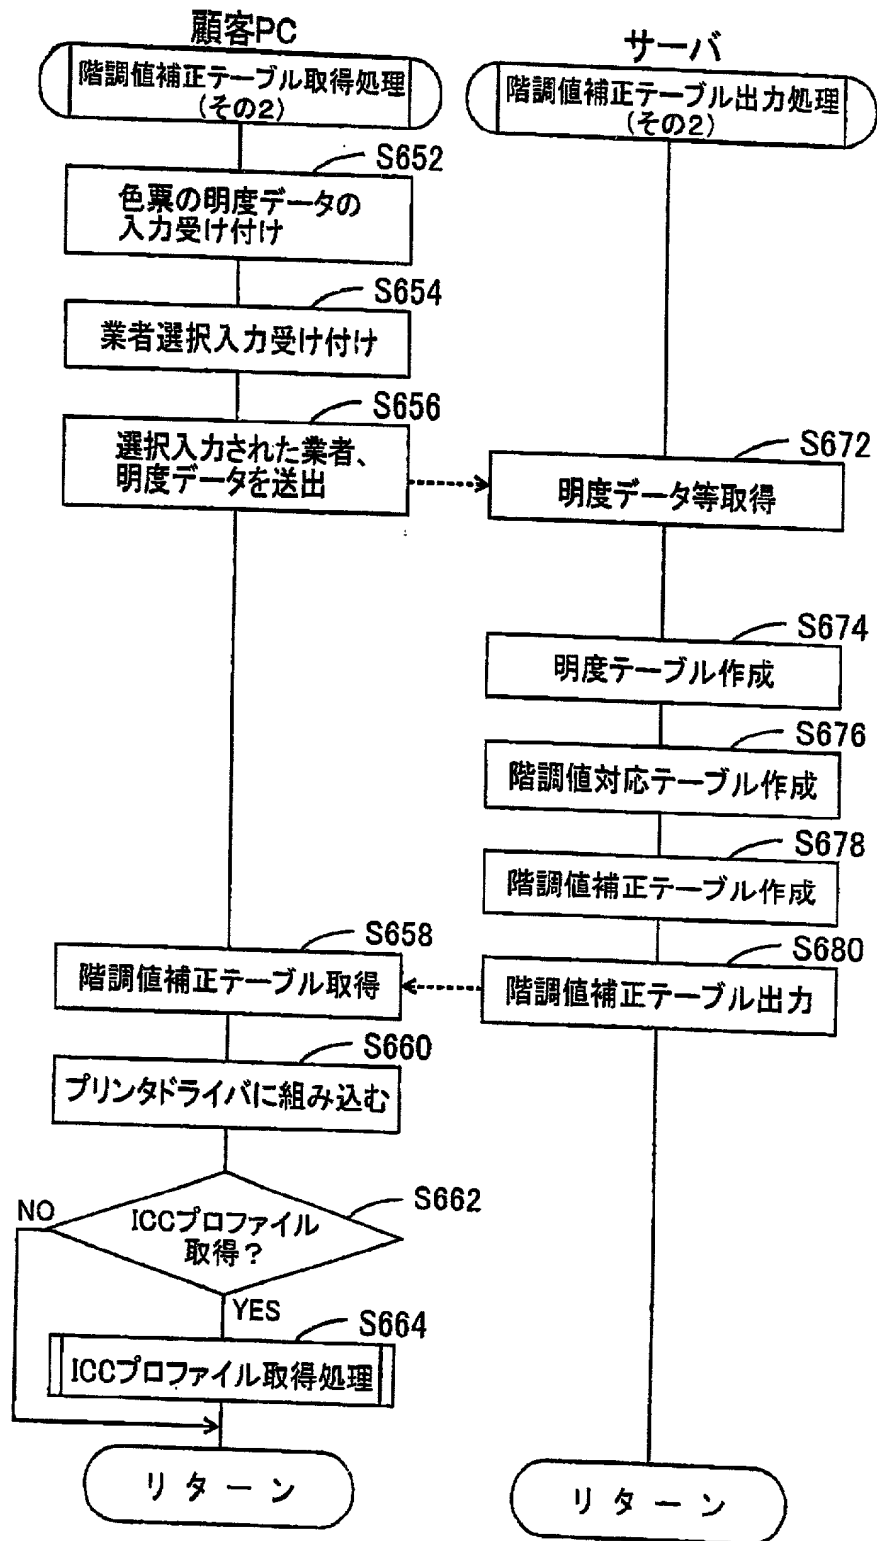 顧客PC
階調値補正テーブル取得処理
(その2)
S652
色票の明度データの
入力受け付け
S654
業者選択入力受け付け
S656
選択入力された業者、
明度データを送出
S658
階調値補正テーブル取得
S660
プリンタドライバに組み込む
S662
ICCプロファイル
取得?
NO
YES
S664
ICCプロファイル取得処理
リターン
サーバ
階調値補正テーブル出力処理
(その2)
S672
明度データ等取得
S674
明度テーブル作成
S676
階調値対応テーブル作成
S678
階調値補正テーブル作成
S680
階調値補正テーブル出力
リターン